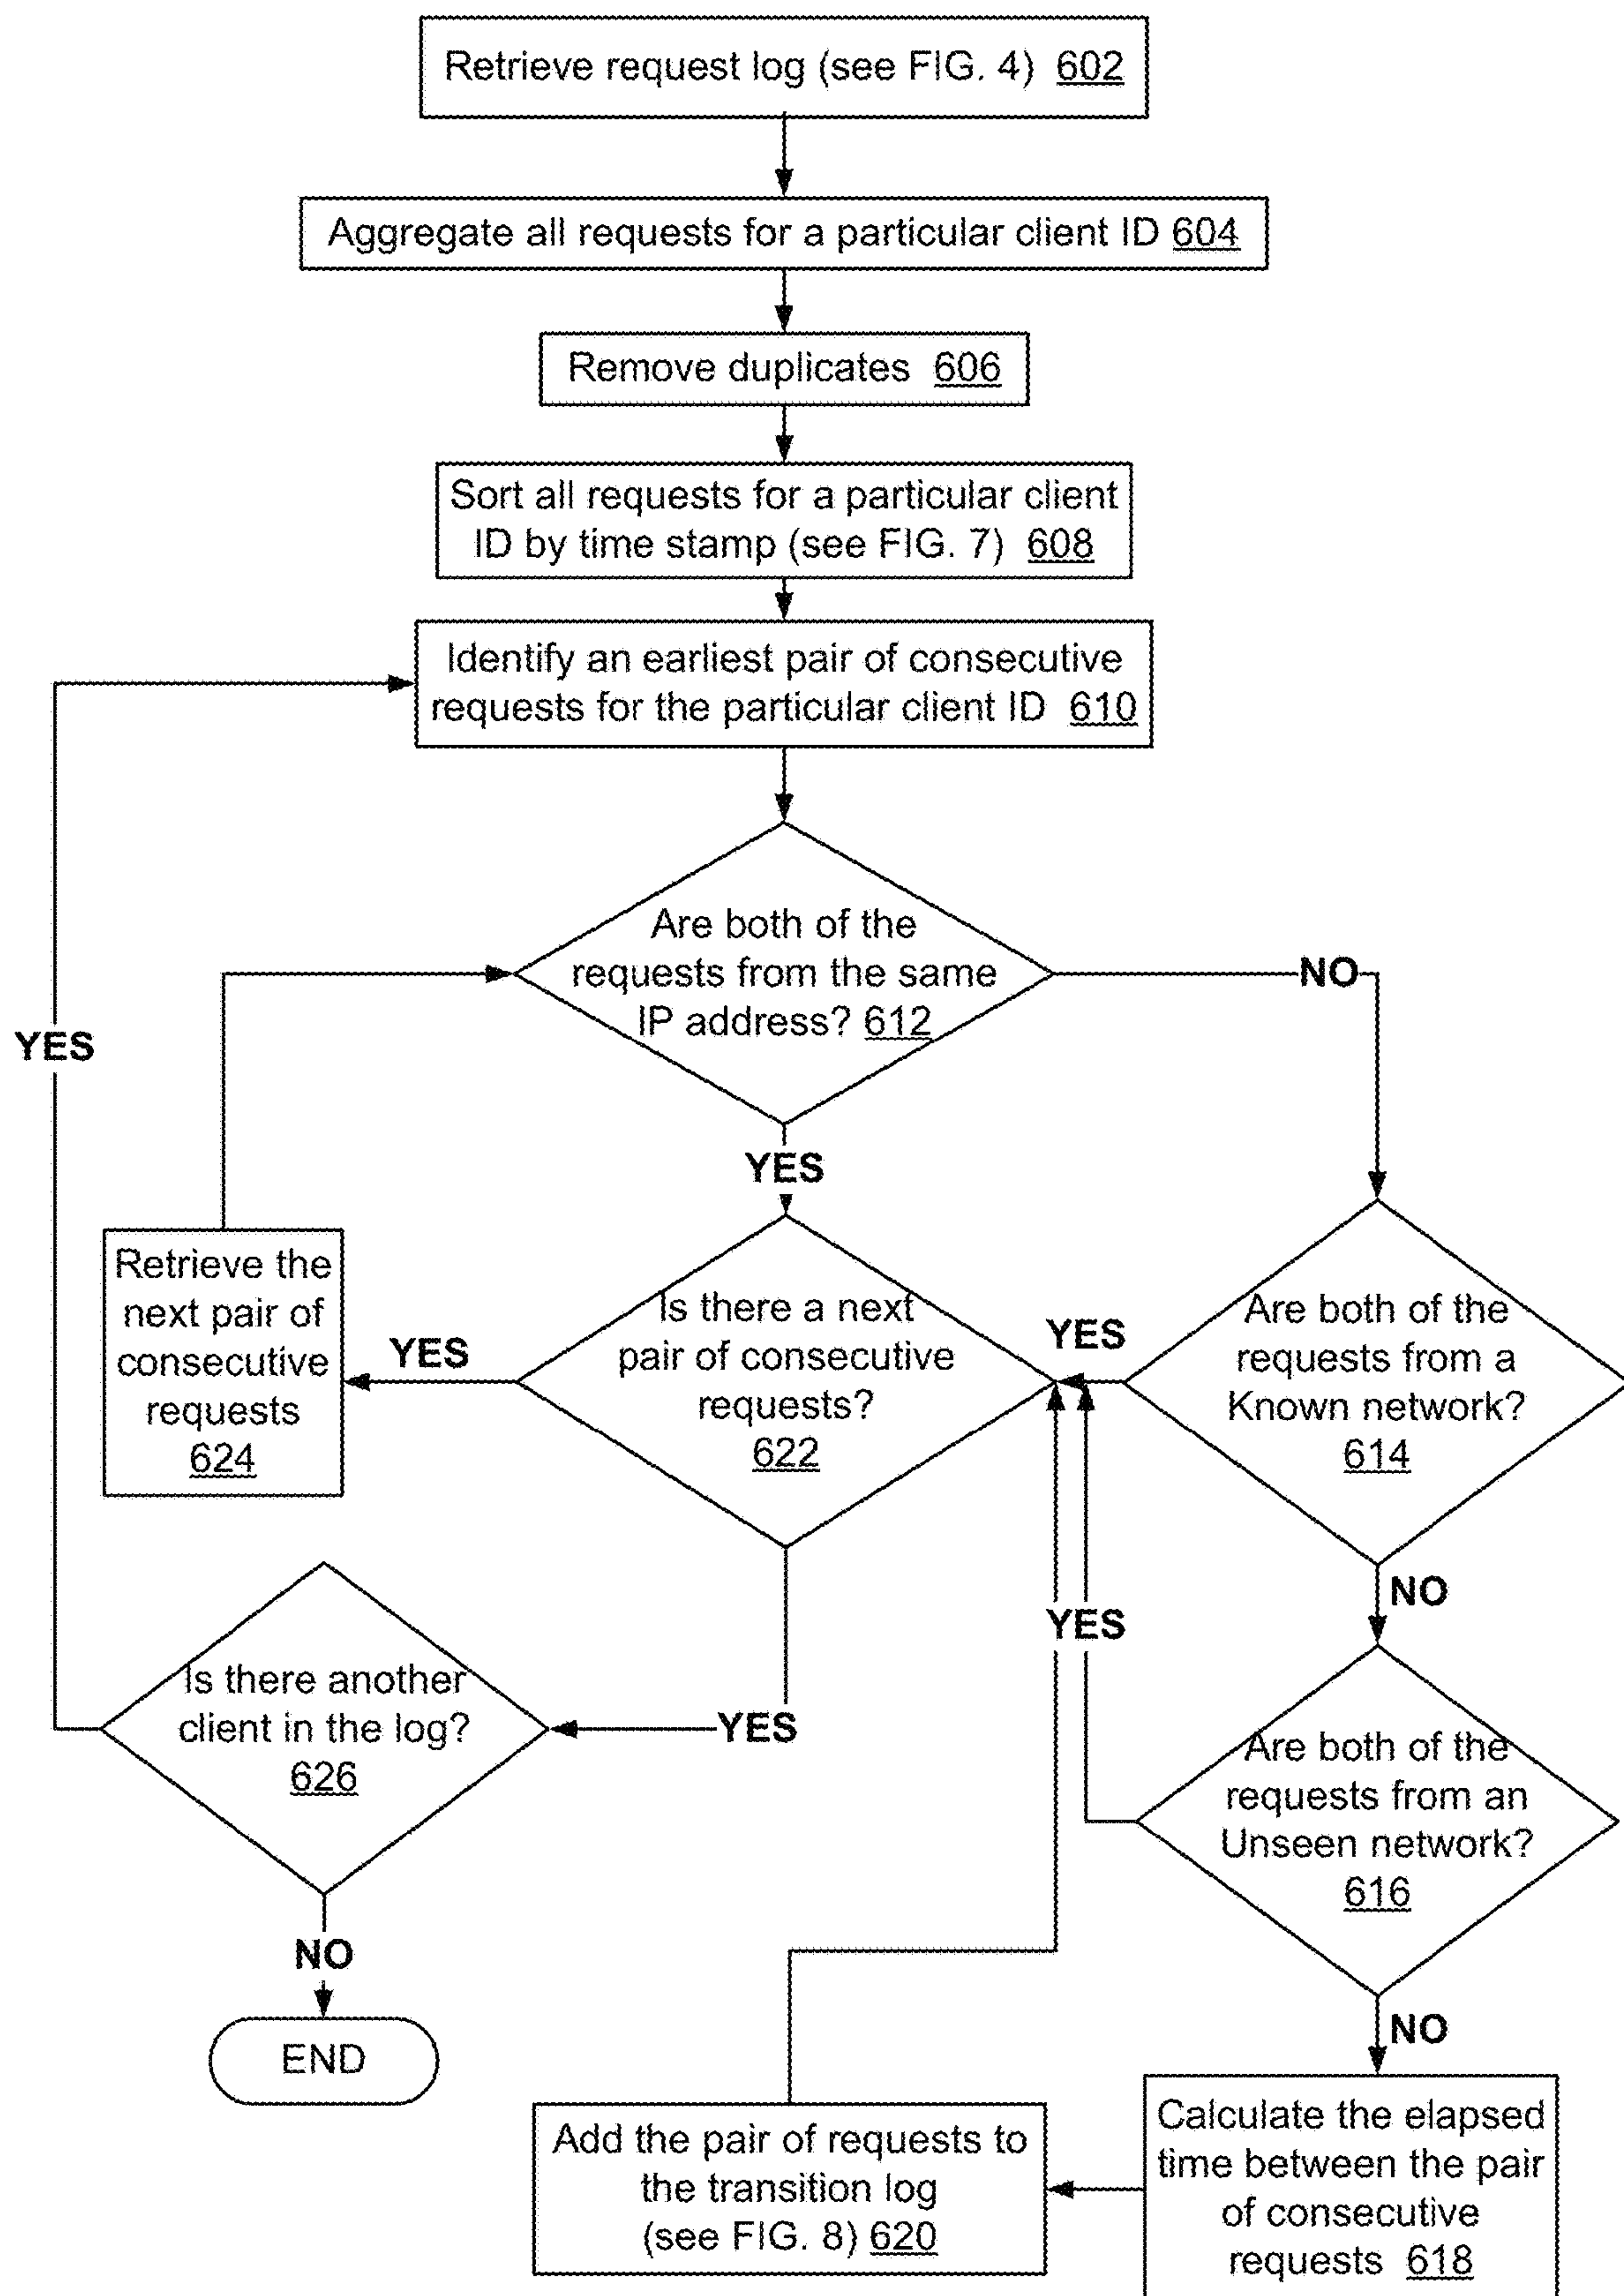 Retrieve request log (see FIG. 4) 602
Aggregate all requests for a particular client ID 604
Remove duplicates 606
Sort all requests for a particular client
ID by time stamp (see FIG. 7) 608
Identify an earliest pair of consecutive
requests for the particular client ID 610
Are both of the
requests from the same
IP address? 612
NO
YES
YES
Retrieve the
next pair of
consecutive
requests
624
YES
Is there a next
pair of consecutive
requests?
622
YES
Are both of the
requests from a
Known network?
614
NO
YES
Is there another
client in the log?
626
YES
Are both of the
requests from an
Unseen network?
616
NO
END
NO
Add the pair of requests to
the transition log
(see FIG. 8) 620
Calculate the elapsed
time between the pair
of consecutive
requests 618